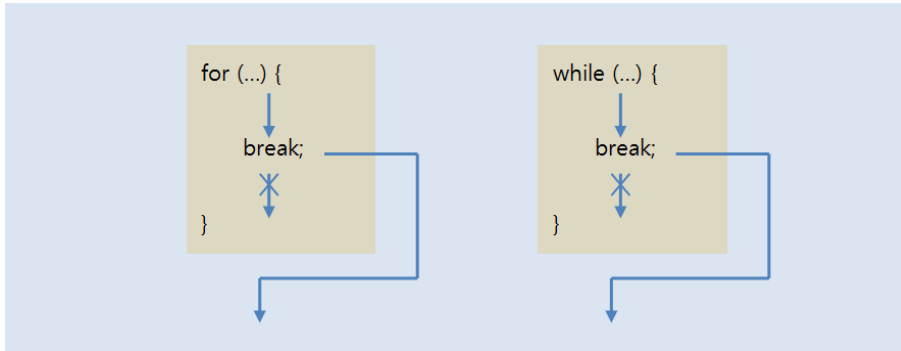 for (...) {
break;
}
while (...) {
break;
}